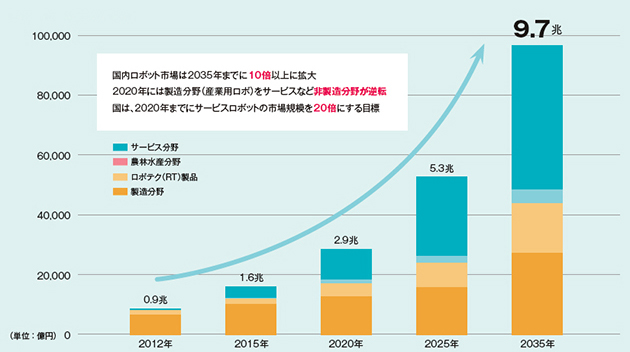 9.7兆
100,000
国内ロボット市場は2035年までに10倍以上に拡大
2020年には製造分野(産業用ロボ)をサービスなど非製造分野が逆転
国は、2020年までにサービスロボットの市場規模を20倍にする目標
80,000
サービス分野
農林水産分野
ロボテク(RT)製品
製造分野
60,000
5.3兆
40,000
2.9兆
20,000
1.6兆
0.9兆
(単位:億円) 0
2012年 2015年 2020年 2025年 2035年